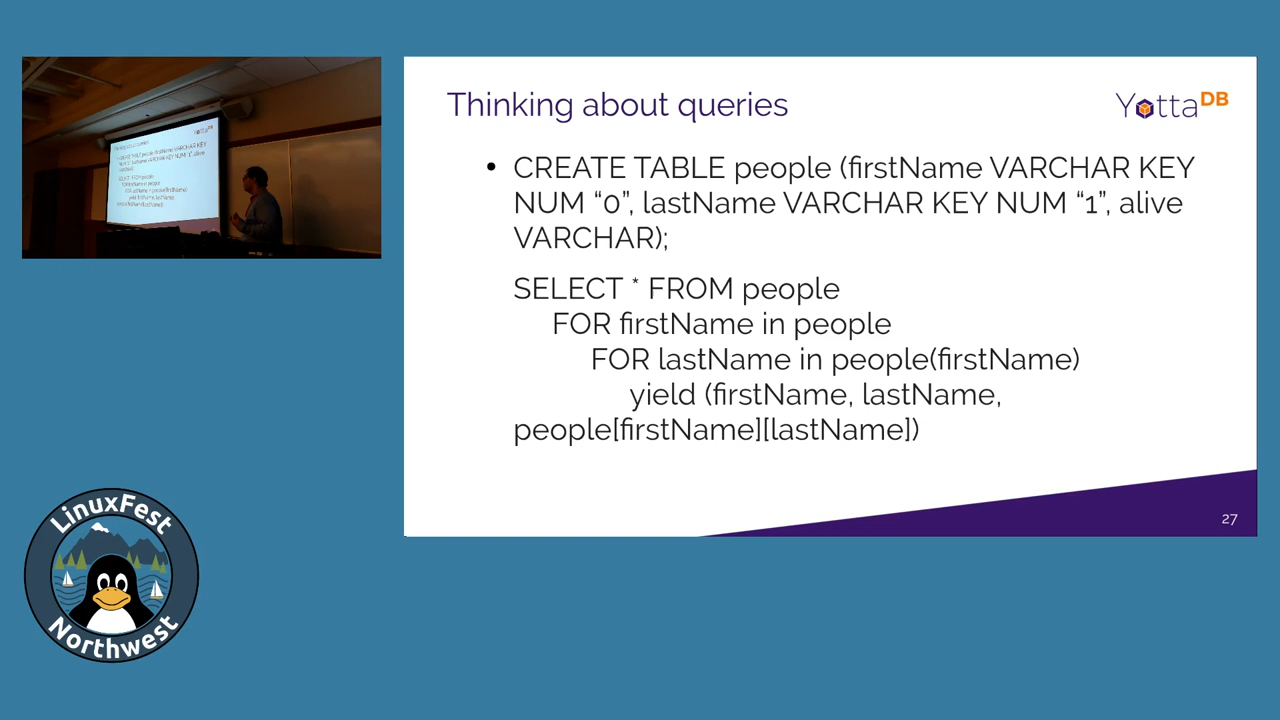 Thinking about queries
YottaDB
• CREATE TABLE people (firstName VARCHAR KEY
NUM “0”, lastName VARCHAR KEY NUM “1”, alive
VARCHAR);
SELECT * FROM people
FOR firstName in people
FOR lastName in people(firstName)
yield (firstName, lastName,
people[firstName][lastName])
27
LinuxFest
Northwest